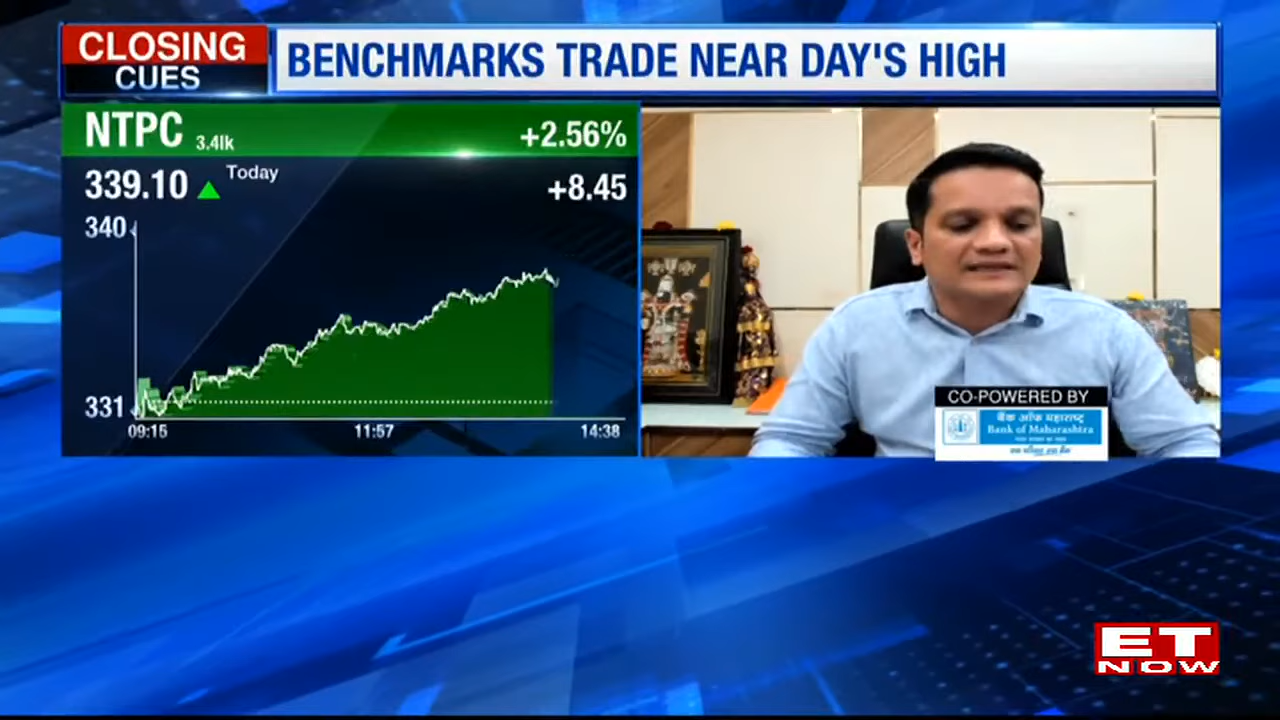 CLOSING
CUES
BENCHMARKS TRADE NEAR DAY'S HIGH
NTPC 3.4lk +2.56%
339.10 Today +8.45
340
331
09:15 11:57 14:38
CO-POWERED BY
बैंक ऑफ महाराष्ट्र
Bank of Maharashtra
ET
NOW